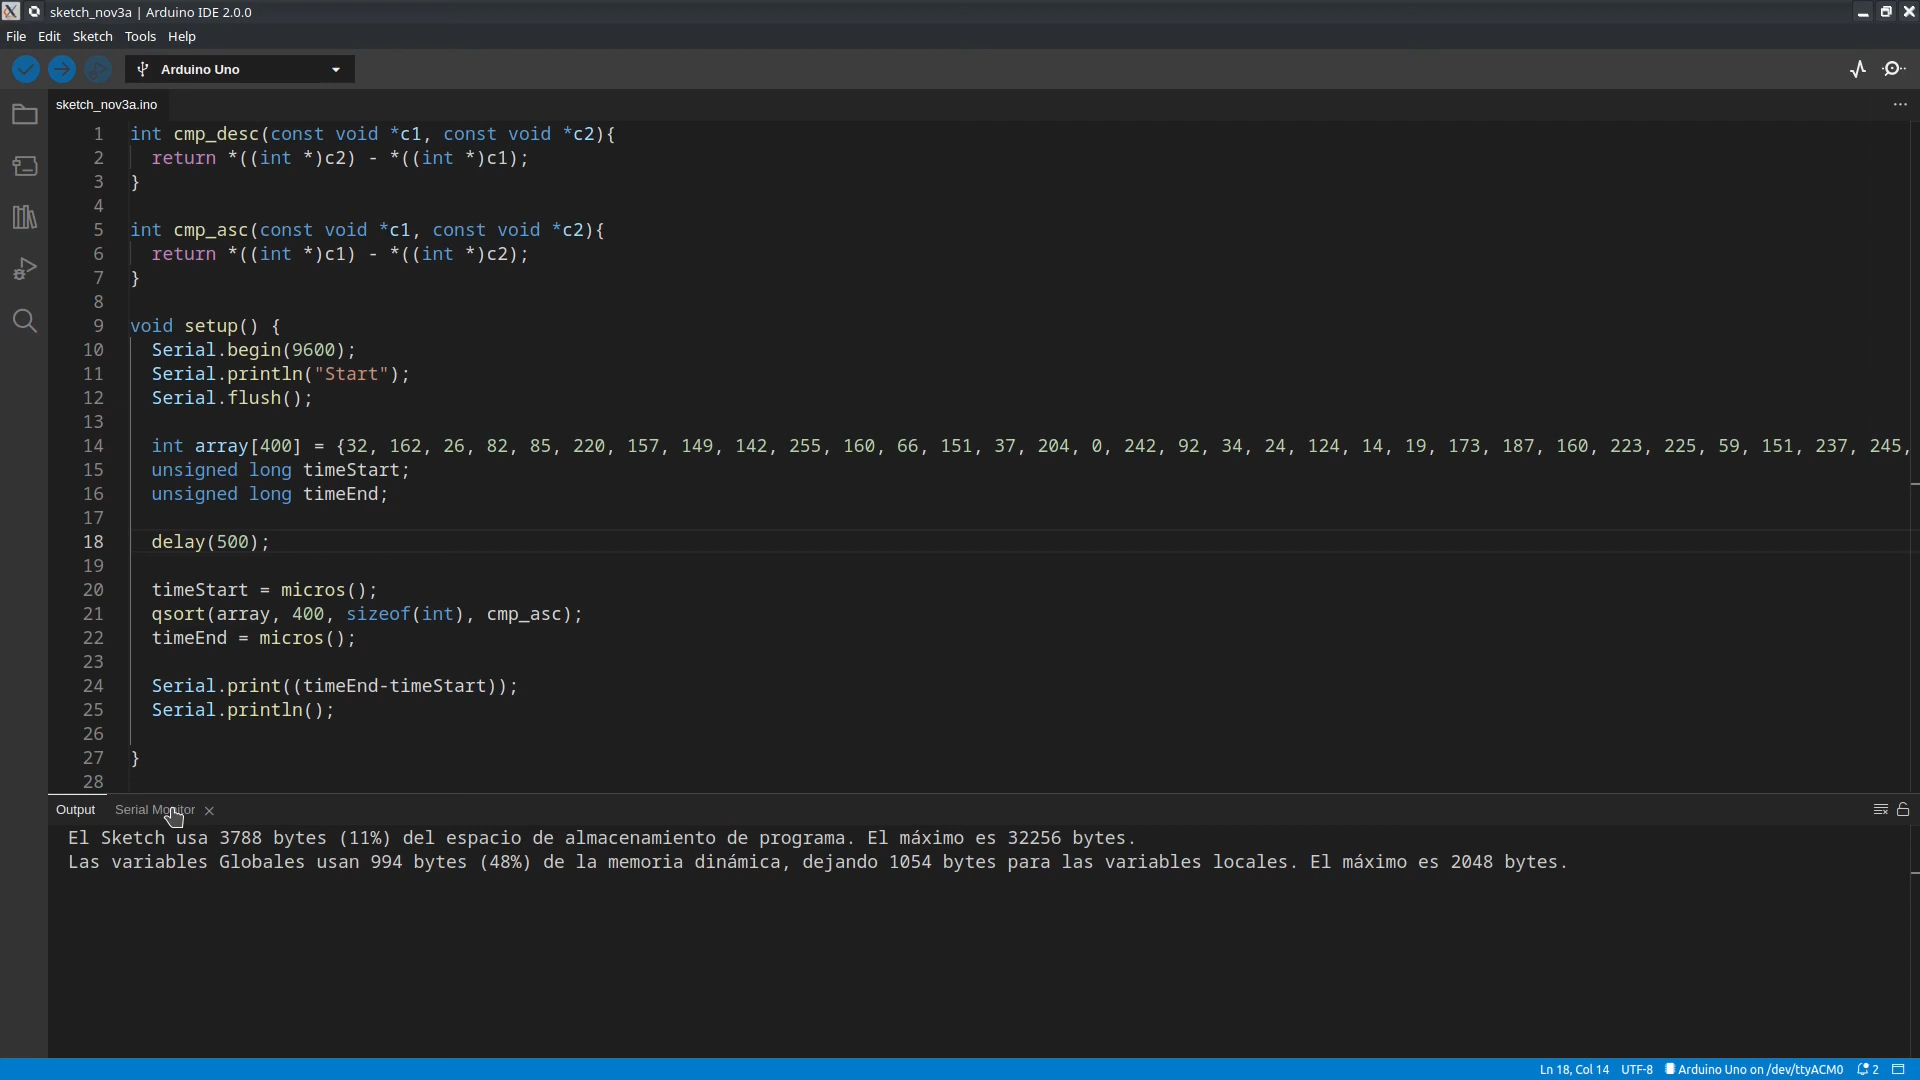 sketch_nov3a | Arduino IDE 2.0.0
File Edit Sketch Tools Help
Arduino Uno
sketch_nov3a.ino
1 int cmp_desc(const void *c1, const void *c2){
2 return *((int *)c2) - *((int *)c1);
3 }
4
5 int cmp_asc(const void *c1, const void *c2){
6 return *((int *)c1) - *((int *)c2);
7 }
8
9 void setup() {
10 Serial.begin(9600);
11 Serial.println("Start");
12 Serial.flush();
13
14 int array[400] = {32, 162, 26, 82, 85, 220, 157, 149, 142, 255, 160, 66, 151, 37, 204, 0, 242, 92, 34, 24, 124, 14, 19, 173, 187, 160, 223, 225, 59, 151, 237, 245,
15 unsigned long timeStart;
16 unsigned long timeEnd;
17
18 delay(500);
19
20 timeStart = micros();
21 qsort(array, 400, sizeof(int), cmp_asc);
22 timeEnd = micros();
23
24 Serial.print((timeEnd-timeStart));
25 Serial.println();
26
27 }
28
Output Serial Monitor
El Sketch usa 3788 bytes (11%) del espacio de almacenamiento de programa. El máximo es 32256 bytes.
Las variables Globales usan 994 bytes (48%) de la memoria dinámica, dejando 1054 bytes para las variables locales. El máximo es 2048 bytes.
Ln 18, Col 14 UTF-8 Arduino Uno on /dev/ttyACM0 2